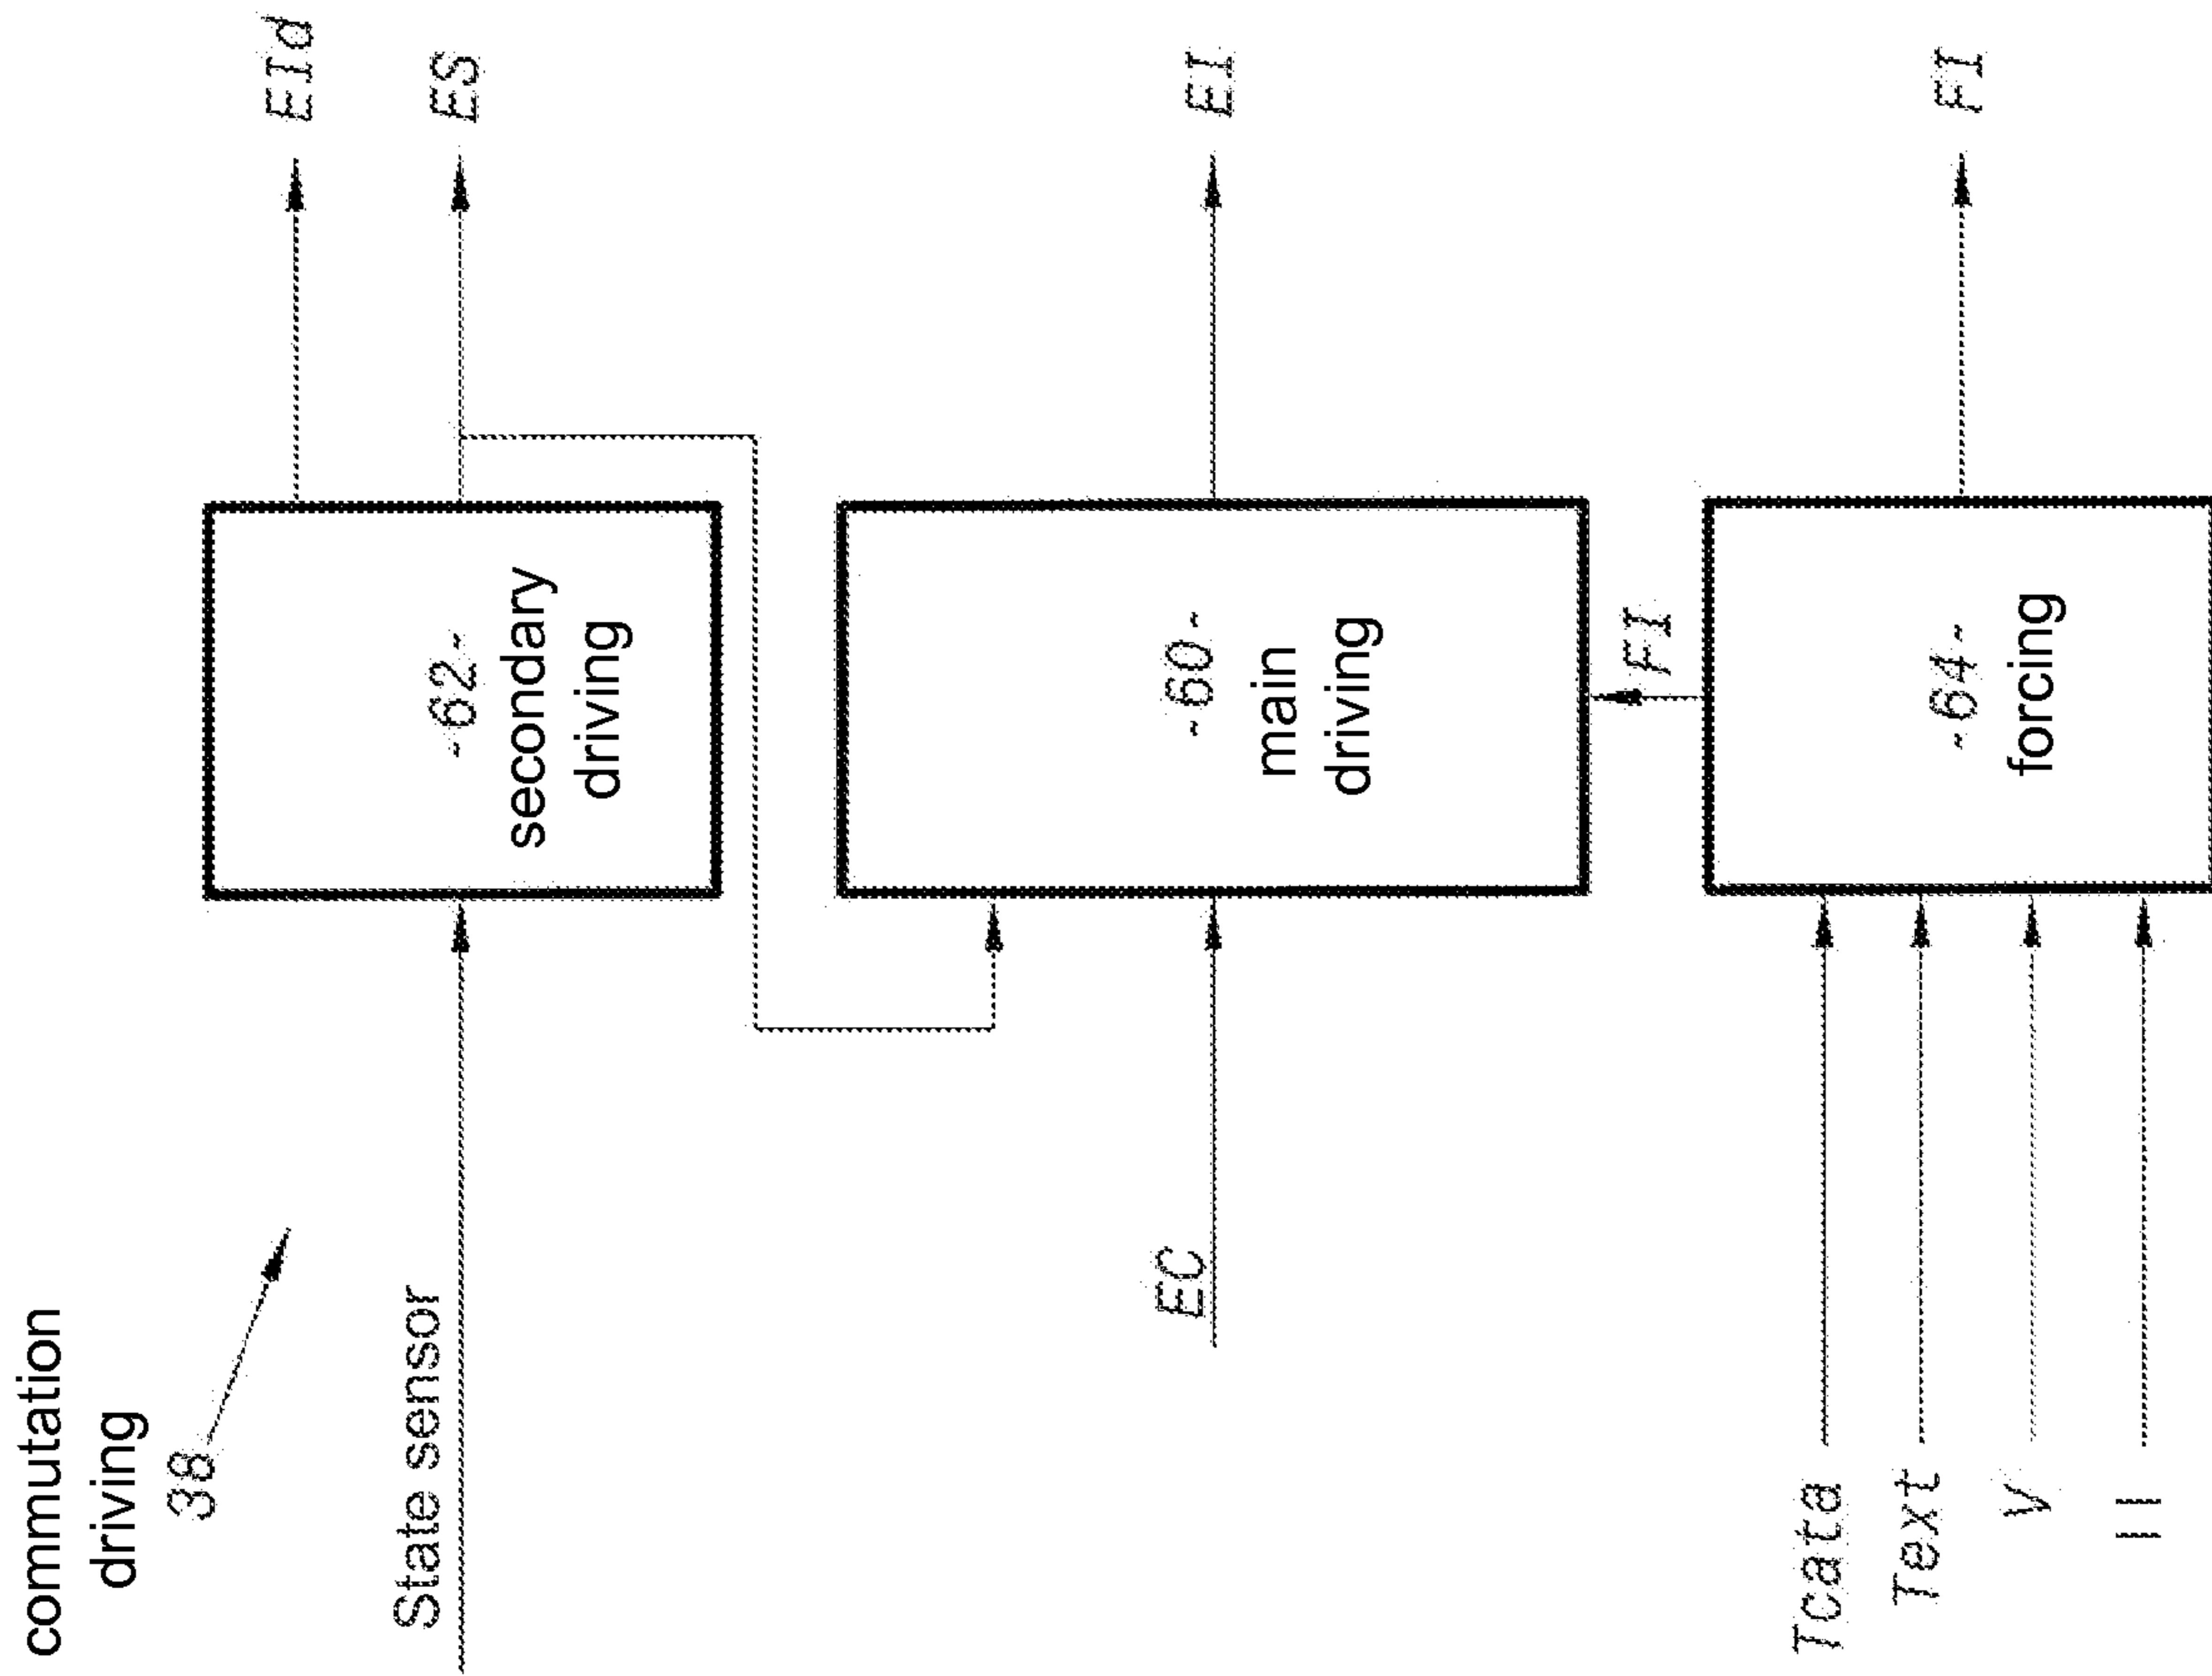 commutation
driving
38
State sensor
EC
Tcata
Text
V
-62-
secondary
driving
-60-
main
driving
FI
-64-
forcing
EId
ES
EI
FI